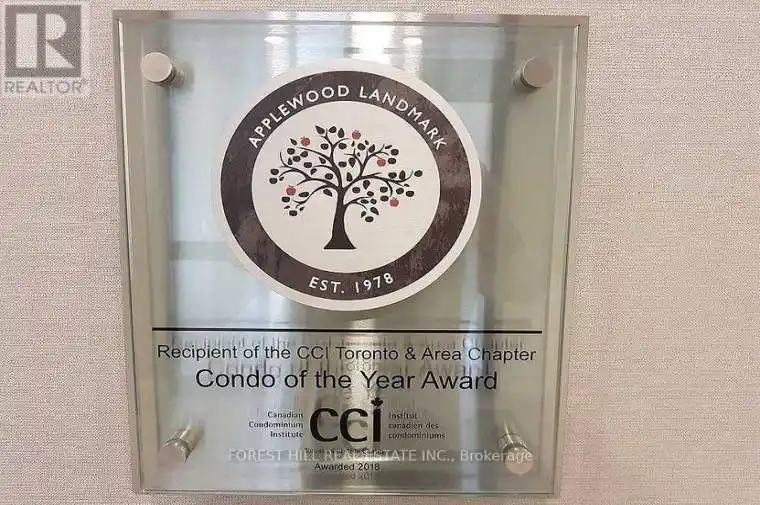 R
REALTOR
APPLEWOOD LANDMARK
EST. 1978
Recipient of the CCI Toronto & Area Chapter
Condo of the Year Award
Canadian
Condominium
Institute
CCI
Institut
canadien des
condominiums
FOREST HILL REAL ESTATE INC., Brokerage
Awarded 2018